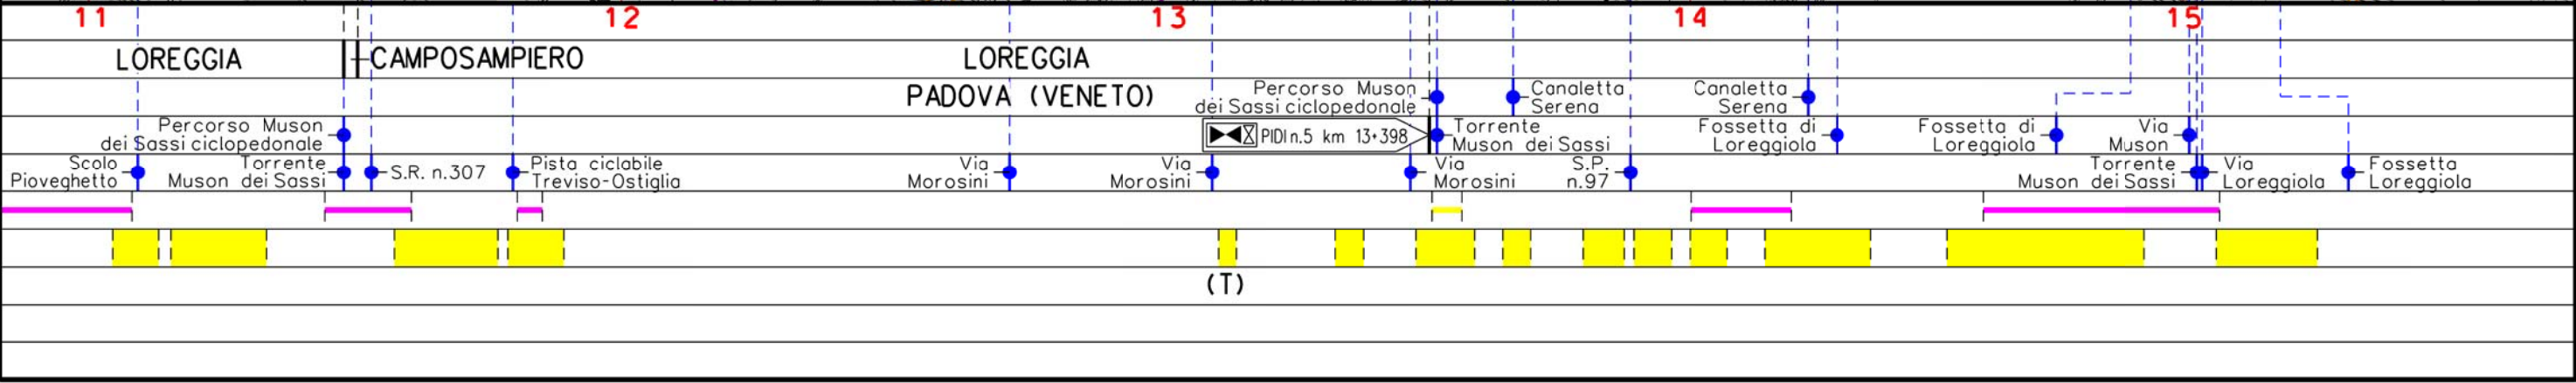 11 12 13 14 15
LOREGGIA CAMPOSAMPIERO LOREGGIA
PADOVA (VENETO)
Percorso Muson
dei Sassi ciclopedonale
Canaletta
Serena
Canaletta
Serena
Percorso Muson
dei Sassi ciclopedonale
PIDI n.5 km 13+398
Torrente
Muson dei Sassi
Fossetta di
Loreggiola
Fossetta di
Loreggiola
Via
Muson
Scolo
Pioveghetto
Torrente
Muson dei Sassi
S.R. n.307
Pista ciclabile
Treviso-Ostiglia
Via
Morosini
Via
Morosini
Via
Morosini
S.P.
n.97
Torrente
Muson dei Sassi
Via
Loreggiola
Fossetta
Loreggiola
(T)